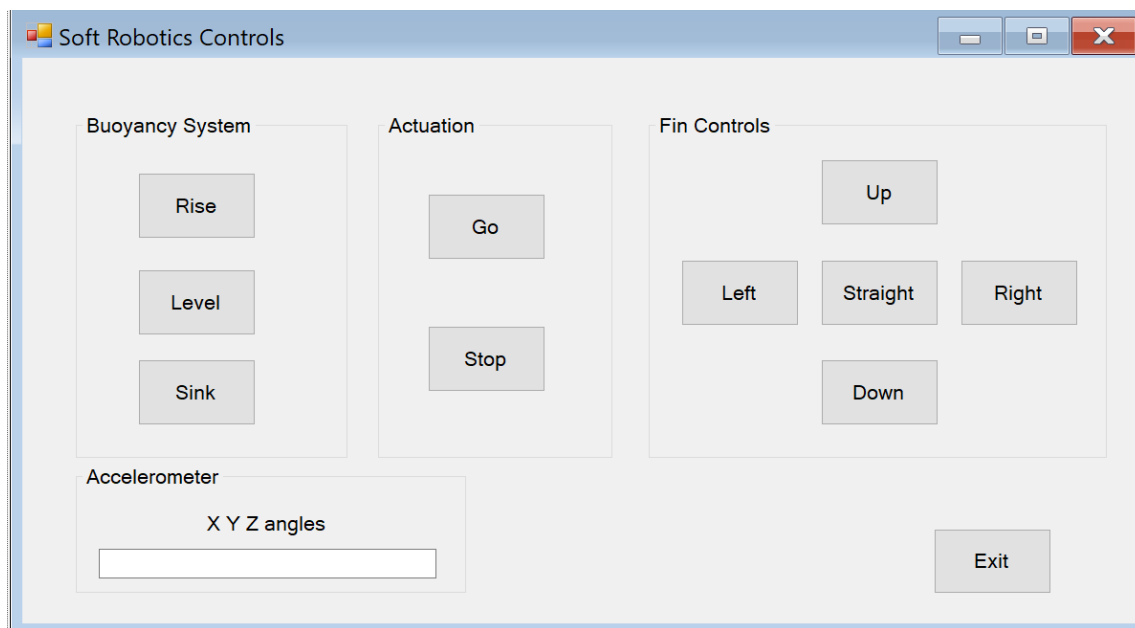 Soft Robotics Controls
Buoyancy System
Rise
Level
Sink
Actuation
Go
Stop
Fin Controls
Up
Left
Straight
Right
Down
Accelerometer
X Y Z angles
Exit